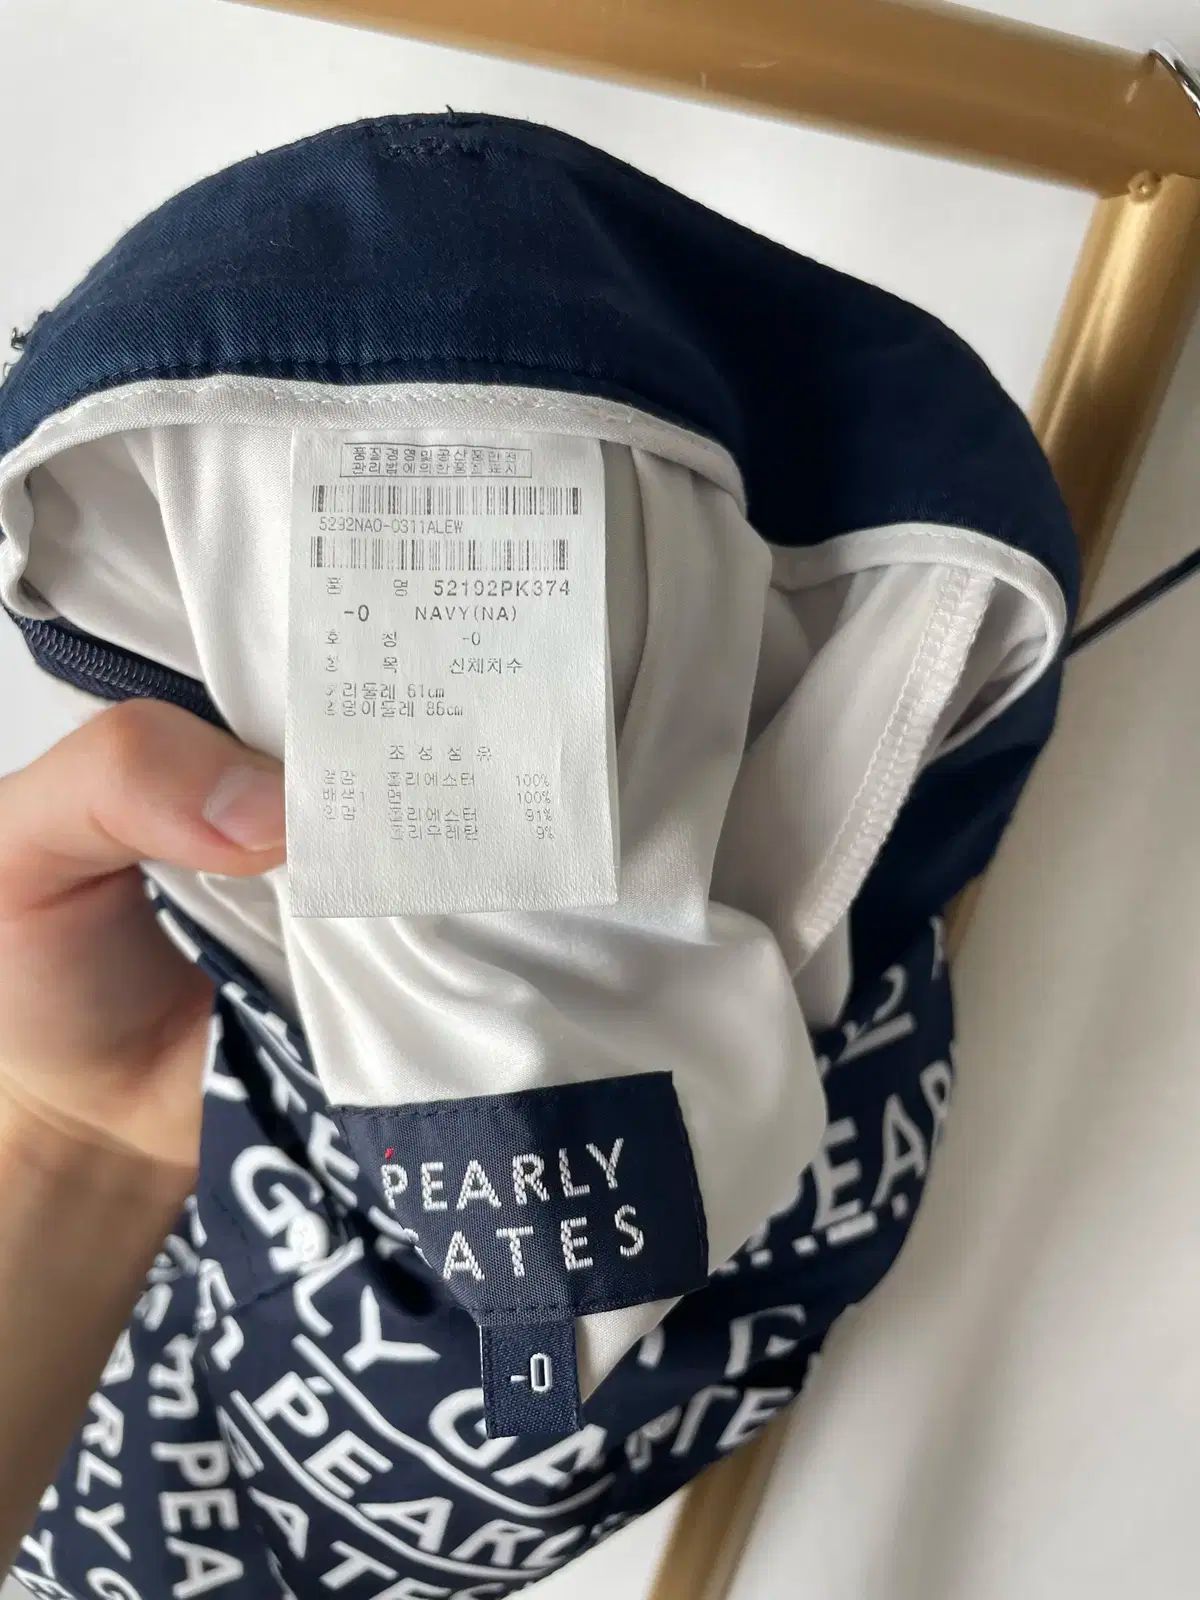 품질경영및공산품안전
관리법에의한품질표시
5292NA0-0311ALEW
품 명 52192PK374
-0 NAVY(NA)
호 칭 -0
항 목 신체치수
허리둘레 61cm
엉덩이둘레 86cm
조성섬유
겉감 폴리에스터 100%
배색1 면 100%
안감 폴리에스터 91%
폴리우레탄 9%
PEARLY
GATES
-0
PEARLY
GATES
PEAR